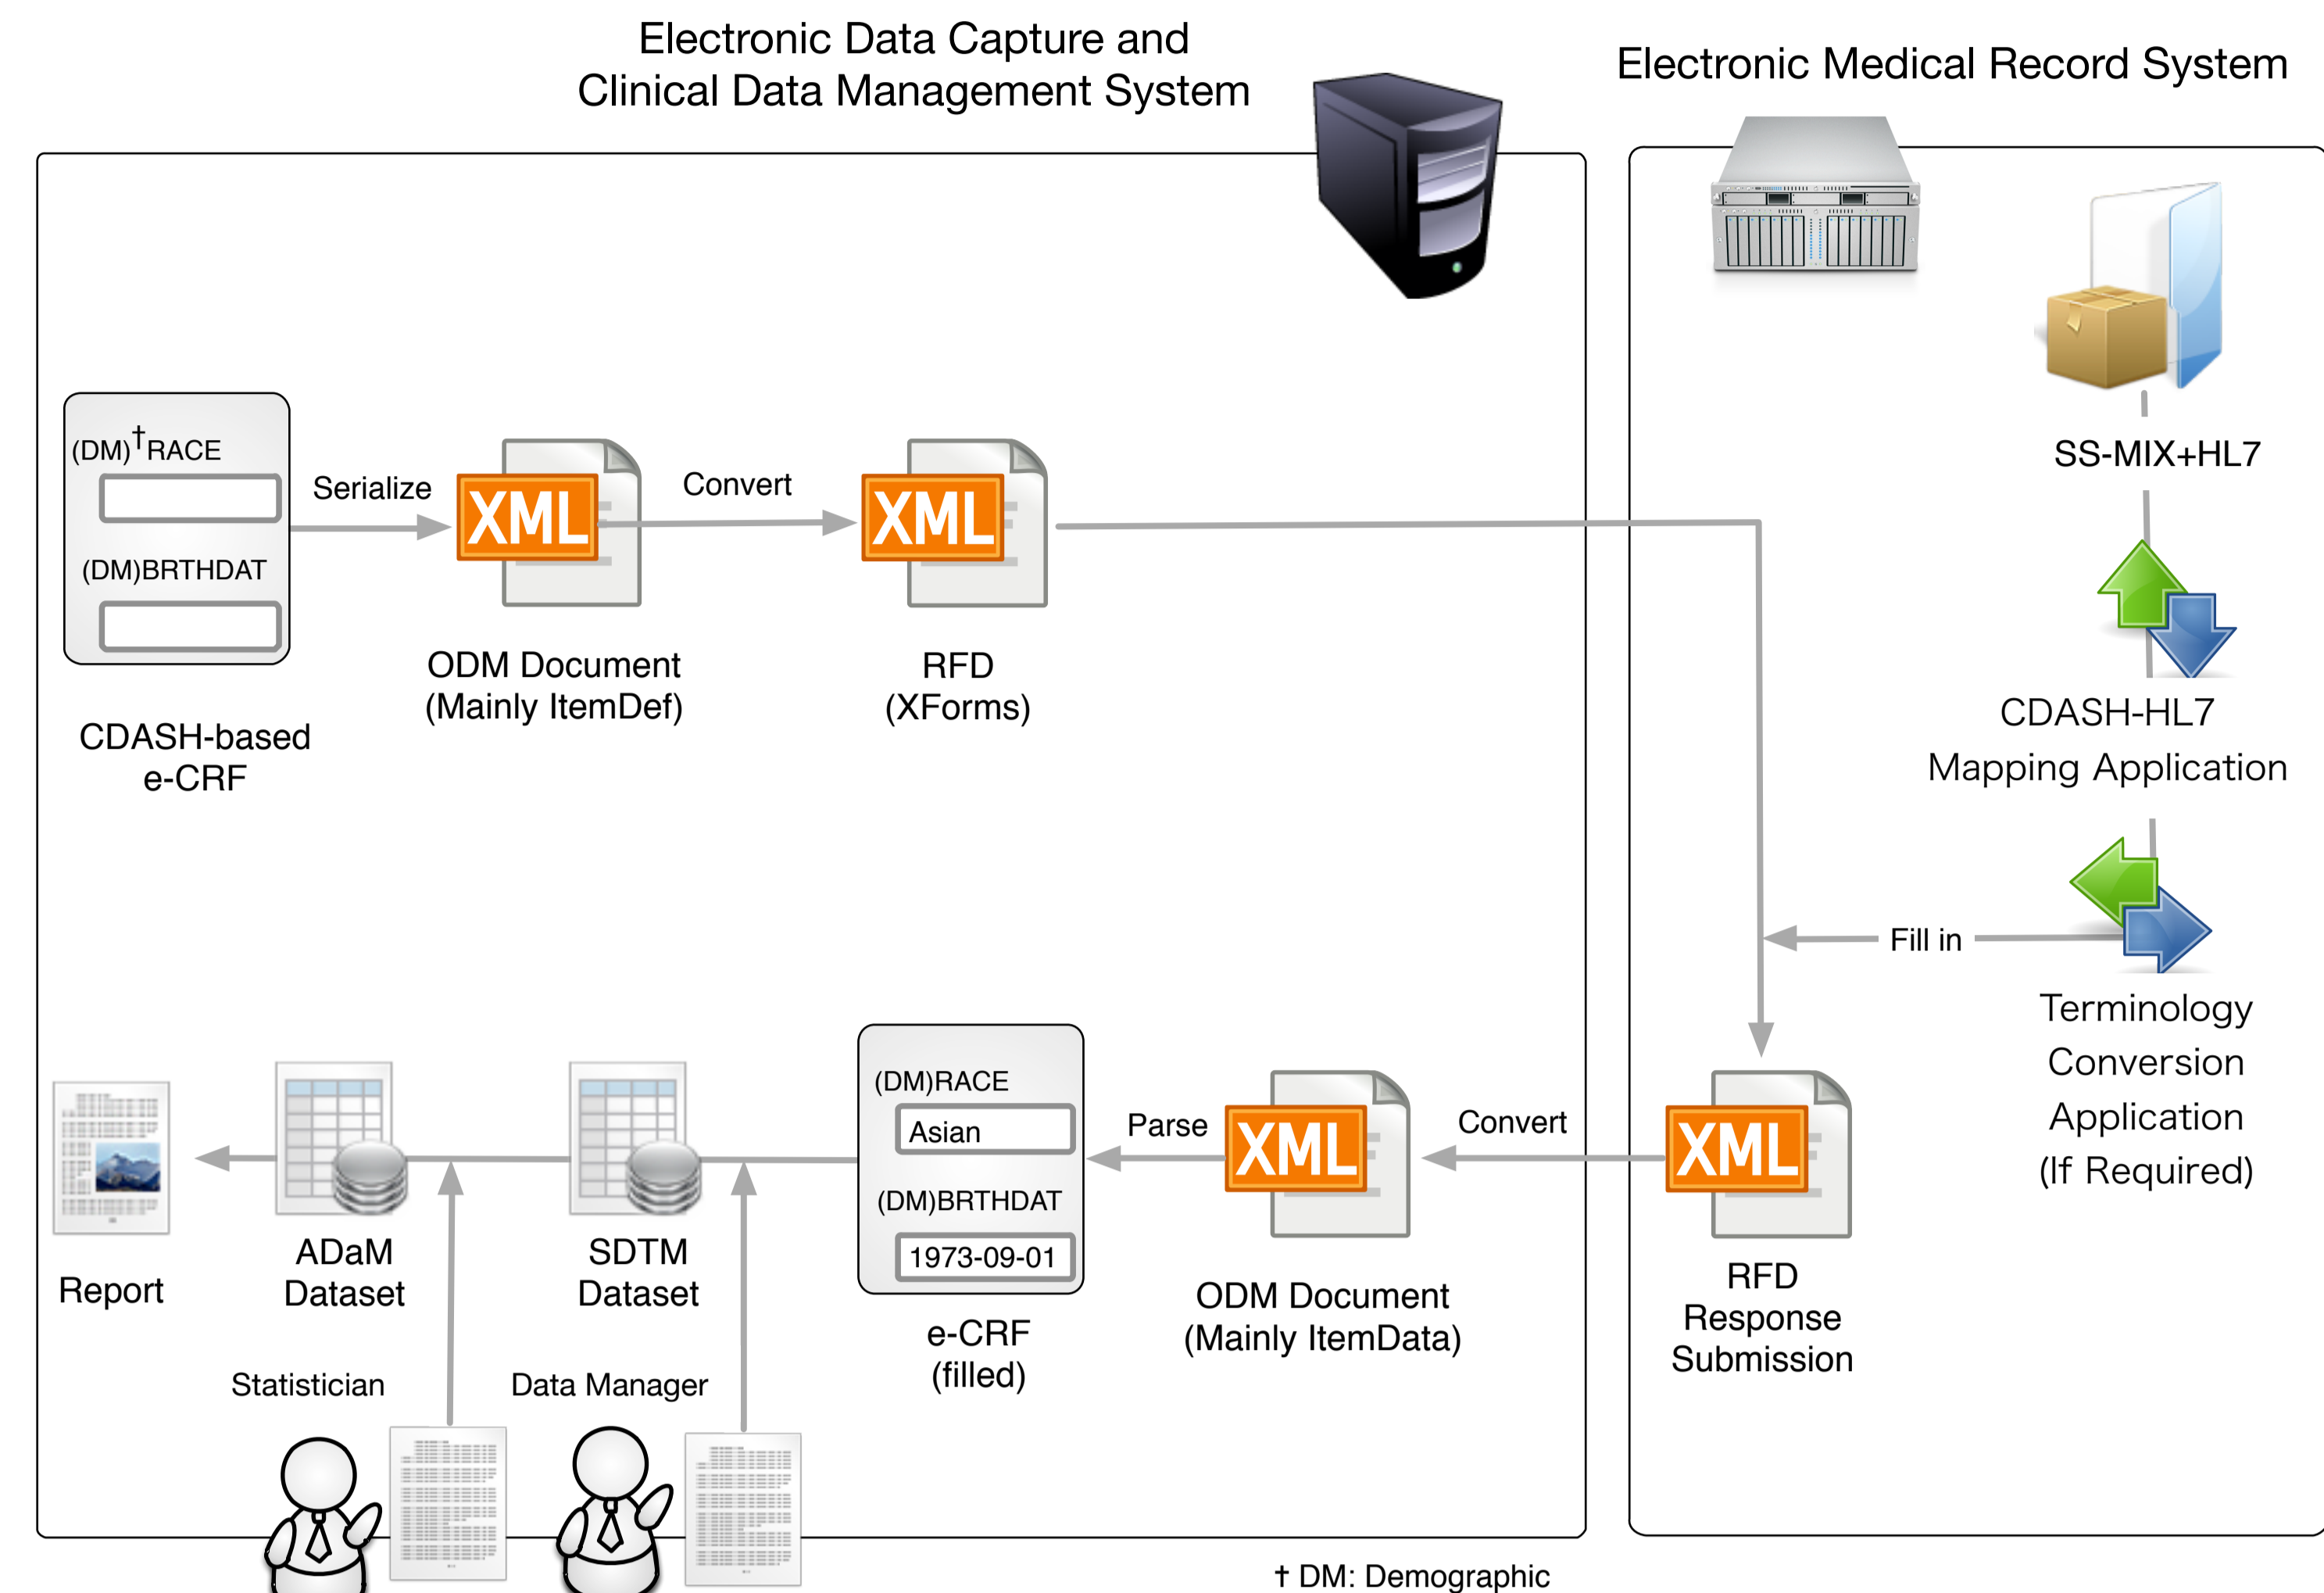 Electronic Data Capture and
Clinical Data Management System
Electronic Medical Record System
(DM)†RACE
(DM)BRTHDAT
CDASH-based
e-CRF
Serialize
XML
ODM Document
(Mainly ItemDef)
Convert
XML
RFD
(XForms)
SS-MIX+HL7
CDASH-HL7
Mapping Application
Fill in
Terminology
Conversion
Application
(If Required)
XML
RFD
Response
Submission
Convert
XML
ODM Document
(Mainly ItemData)
Parse
(DM)RACE
Asian
(DM)BRTHDAT
1973-09-01
e-CRF
(filled)
SDTM
Dataset
ADaM
Dataset
Report
Statistician
Data Manager
† DM: Demographic